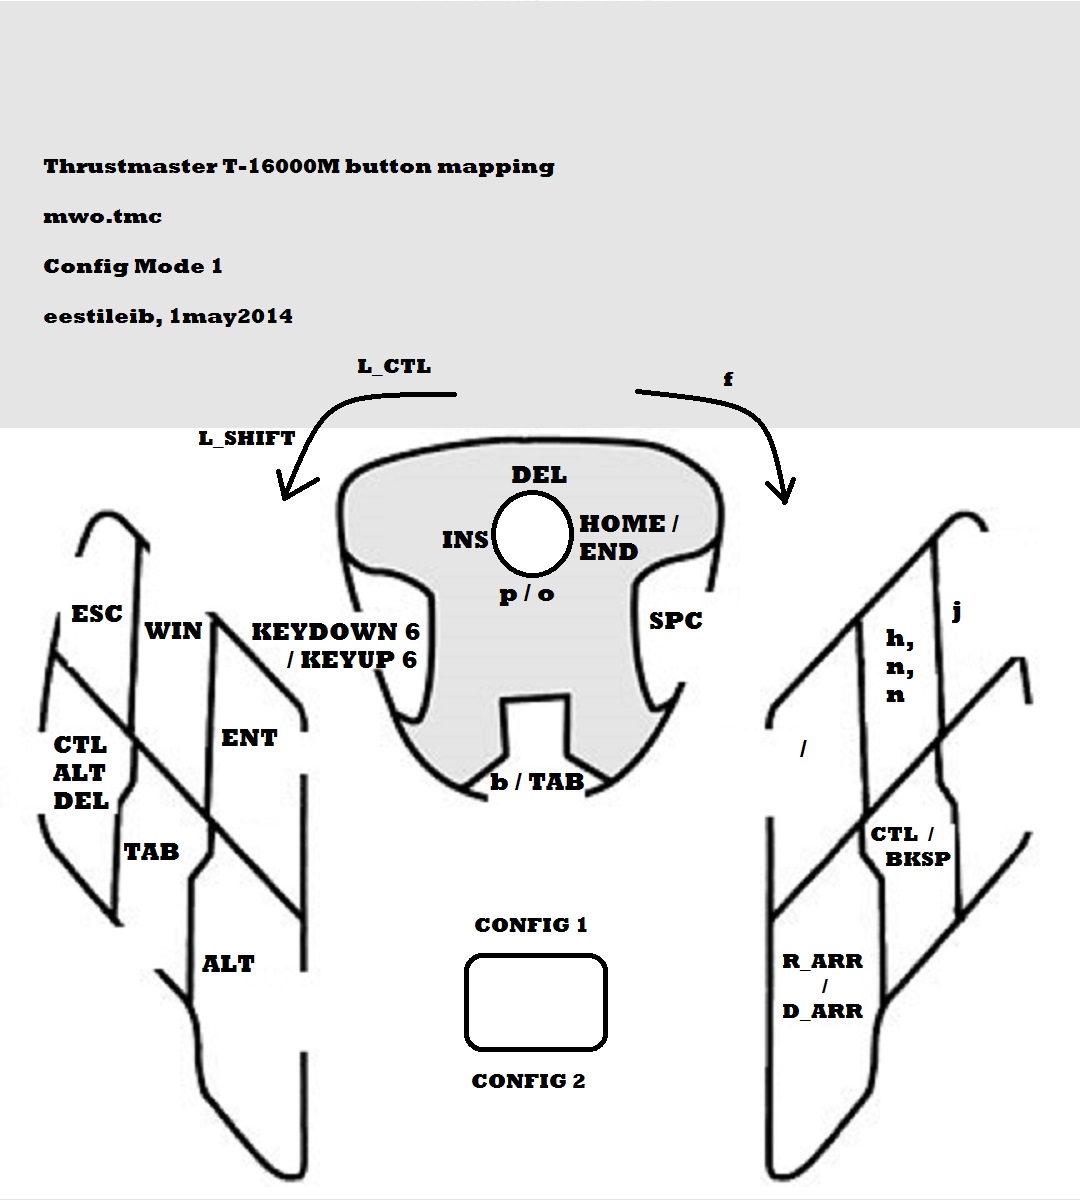 Thrustmaster T-16000M button mapping
mwo.tmc
Config Mode 1
eestileib, 1may2014
L_CTL
f
L_SHIFT
DEL
INS
HOME /
END
p / o
ESC
WIN
KEYDOWN 6
/ KEYUP 6
SPC
h,
n,
n
j
CTL
ALT
DEL
ENT
/
b / TAB
TAB
CTL /
BKSP
ALT
R_ARR
/
D_ARR
CONFIG 1
CONFIG 2